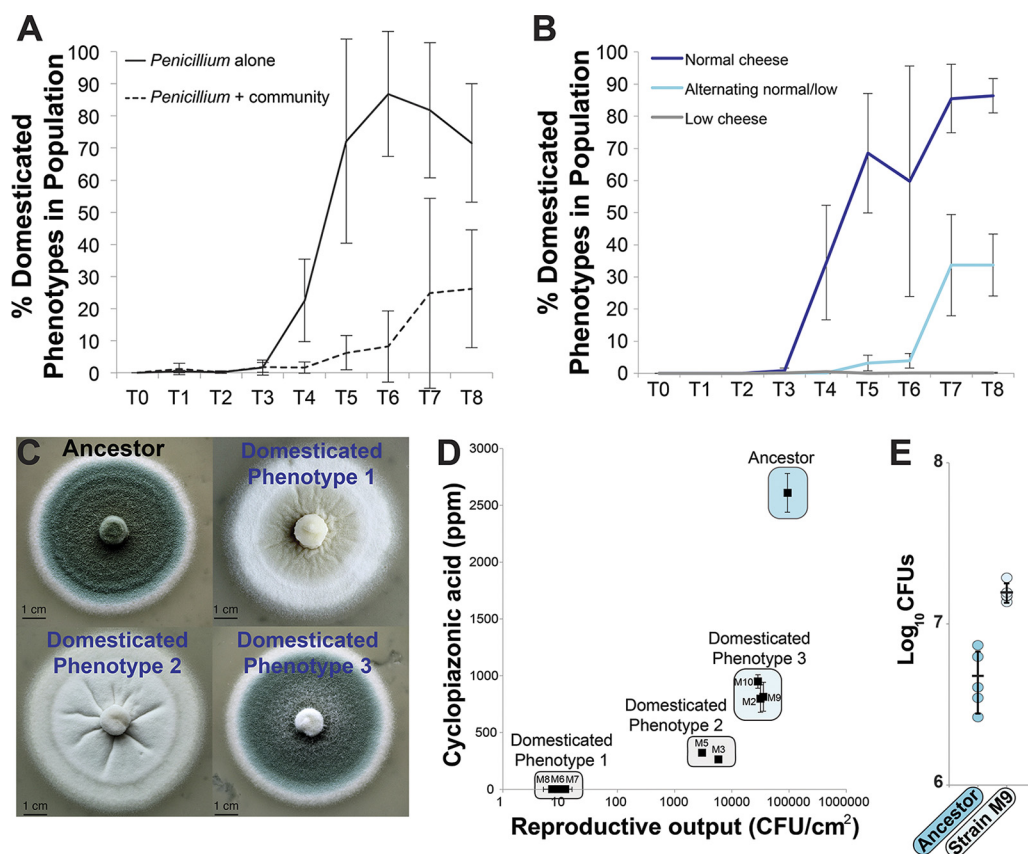 A
% Domesticated
Phenotypes in Population
100
90
80
70
60
50
40
30
20
10
0
Penicillium alone
Penicillium + community
T0 T1 T2 T3 T4 T5 T6 T7 T8
B
% Domesticated
Phenotypes in Population
100
90
80
70
60
50
40
30
20
10
0
Normal cheese
Alternating normal/low
Low cheese
T0 T1 T2 T3 T4 T5 T6 T7 T8
C
Ancestor
1 cm
Domesticated
Phenotype 1
1 cm
Domesticated
Phenotype 2
1 cm
Domesticated
Phenotype 3
1 cm
D
Cyclopiazonic acid (ppm)
3000
2500
2000
1500
1000
500
0
Ancestor
Domesticated
Phenotype 3
M10
M2 M9
Domesticated
Phenotype 2
M5 M3
Domesticated
Phenotype 1
M8 M6 M7
1 10 100 1000 10000 100000 1000000
Reproductive output (CFU/cm²)
E
Log₁₀ CFUs
8
7
6
Ancestor
Strain M9